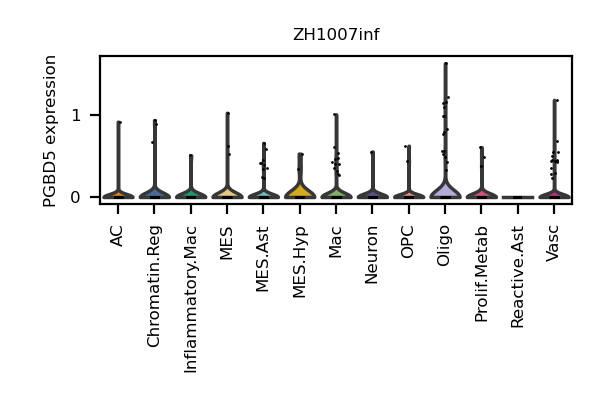 ZH1007inf
PGBD5 expression
1
0
AC
Chromatin.Reg
Inflammatory.Mac
MES
MES.Ast
MES.Hyp
Mac
Neuron
OPC
Oligo
Prolif.Metab
Reactive.Ast
Vasc